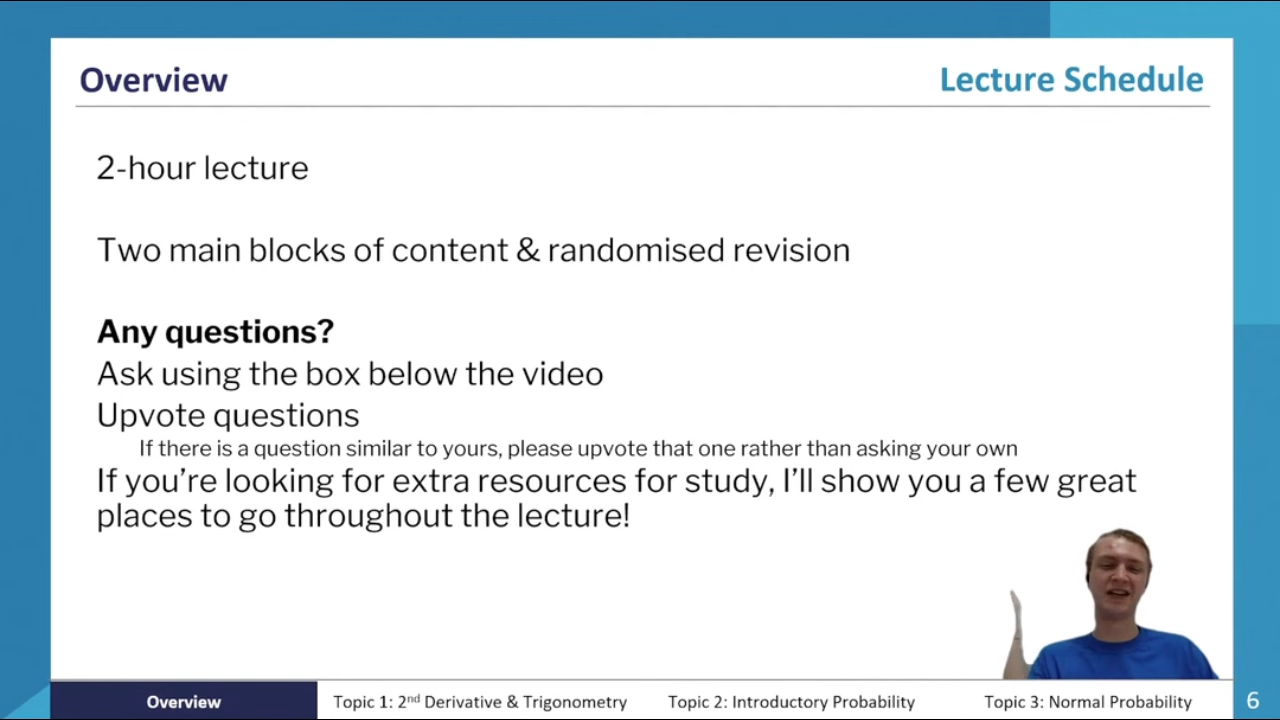 Overview
Lecture Schedule
2-hour lecture
Two main blocks of content & randomised revision
Any questions?
Ask using the box below the video
Upvote questions
If there is a question similar to yours, please upvote that one rather than asking your own
If you’re looking for extra resources for study, I’ll show you a few great
places to go throughout the lecture!
Overview
Topic 1: 2nd Derivative & Trigonometry
Topic 2: Introductory Probability
Topic 3: Normal Probability
6